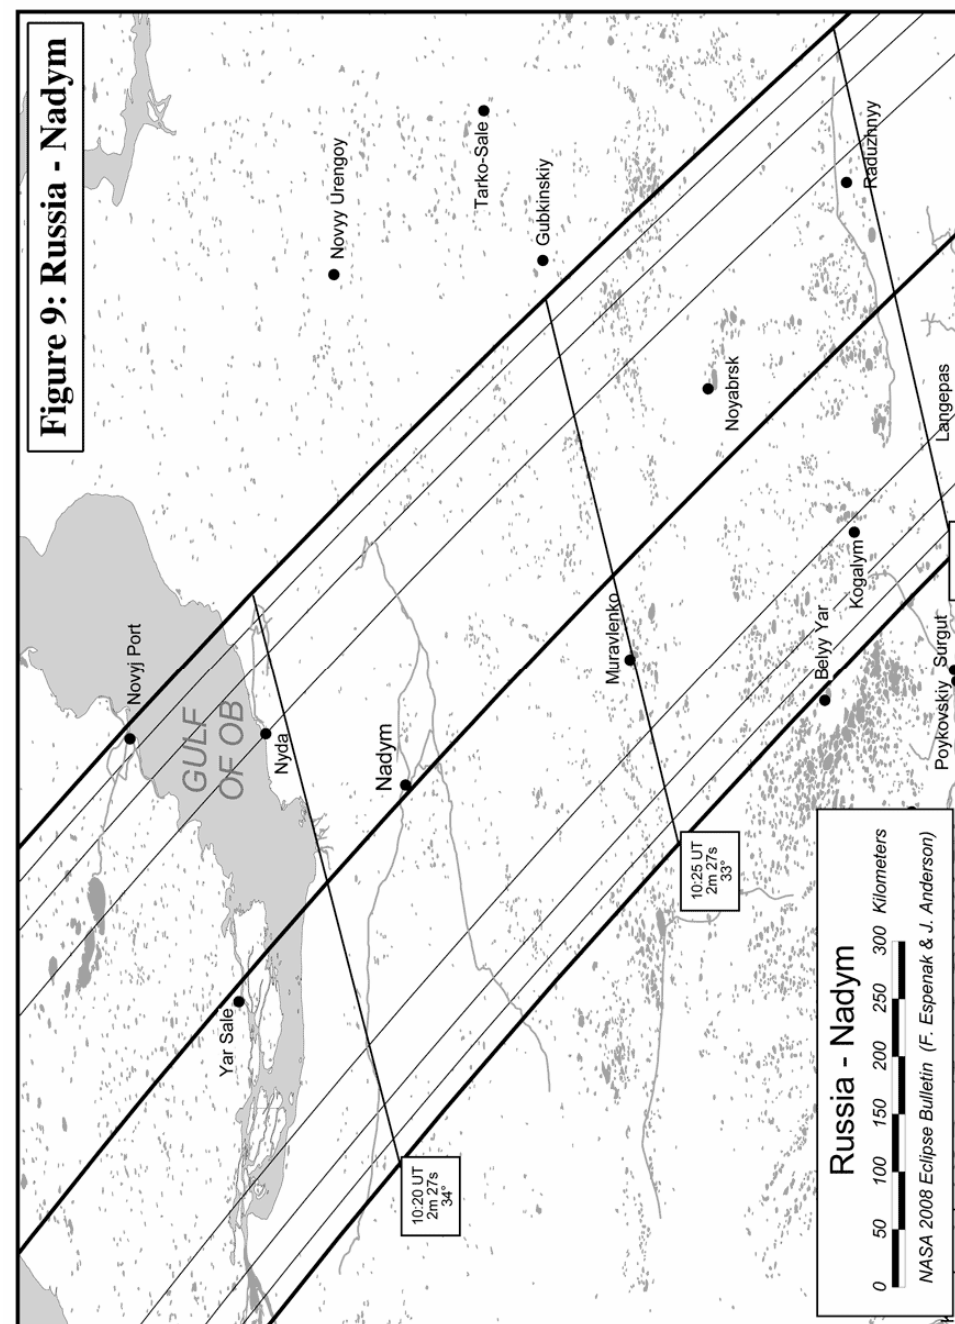 Figure 9: Russia - Nadym
Novyy Urengoy
Tarko-Sale
Gubkinskiy
Raduzhnyy
Noyabrsk
Langepas
Novyj Port
GULF
OF OB
Nyda
Nadym
Muravlenko
Kogalym
Belyy Yar
Surgut
Poykovskiy
Yar Sale
10:20 UT
2m 27s
34°
10:25 UT
2m 27s
33°
Russia - Nadym
0 50 100 150 200 250 300 Kilometers
NASA 2008 Eclipse Bulletin (F. Espenak & J. Anderson)